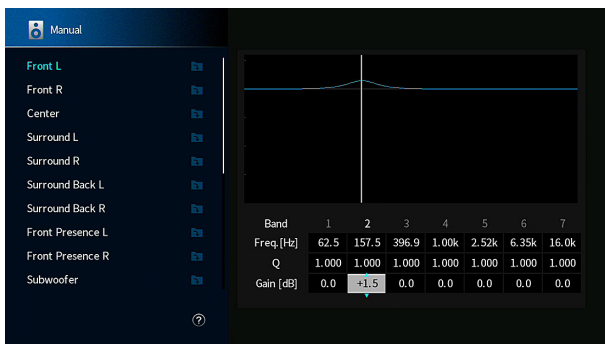 Manual
Front L
Front R
Center
Surround L
Surround R
Surround Back L
Surround Back R
Front Presence L
Front Presence R
Subwoofer
?
Band 1 2 3 4 5 6 7
Freq.[Hz] 62.5 157.5 396.9 1.00k 2.52k 6.35k 16.0k
Q 1.000 1.000 1.000 1.000 1.000 1.000 1.000
Gain [dB] 0.0 +1.5 0.0 0.0 0.0 0.0 0.0